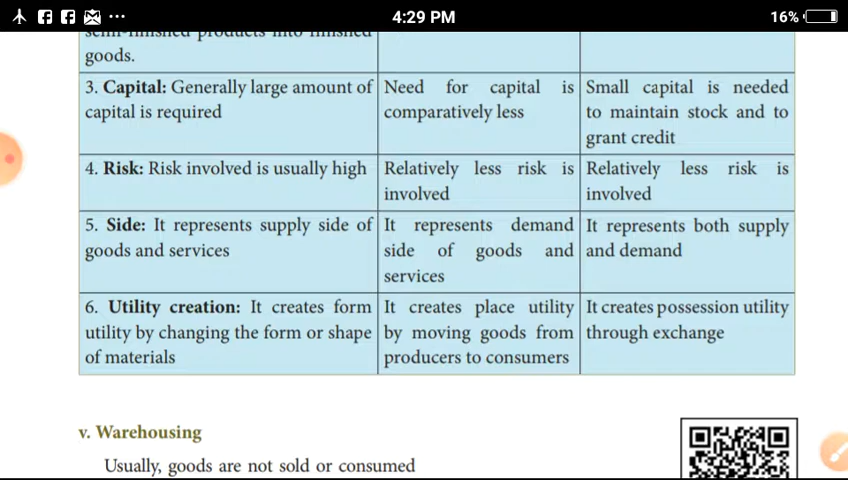 4:29 PM
16%
semi-finished products into finished
goods.
3. Capital: Generally large amount of
capital is required
Need for capital is
comparatively less
Small capital is needed
to maintain stock and to
grant credit
4. Risk: Risk involved is usually high
Relatively less risk is
involved
Relatively less risk is
involved
5. Side: It represents supply side of
goods and services
It represents demand
side of goods and
services
It represents both supply
and demand
6. Utility creation: It creates form
utility by changing the form or shape
of materials
It creates place utility
by moving goods from
producers to consumers
It creates possession utility
through exchange
v. Warehousing
Usually, goods are not sold or consumed